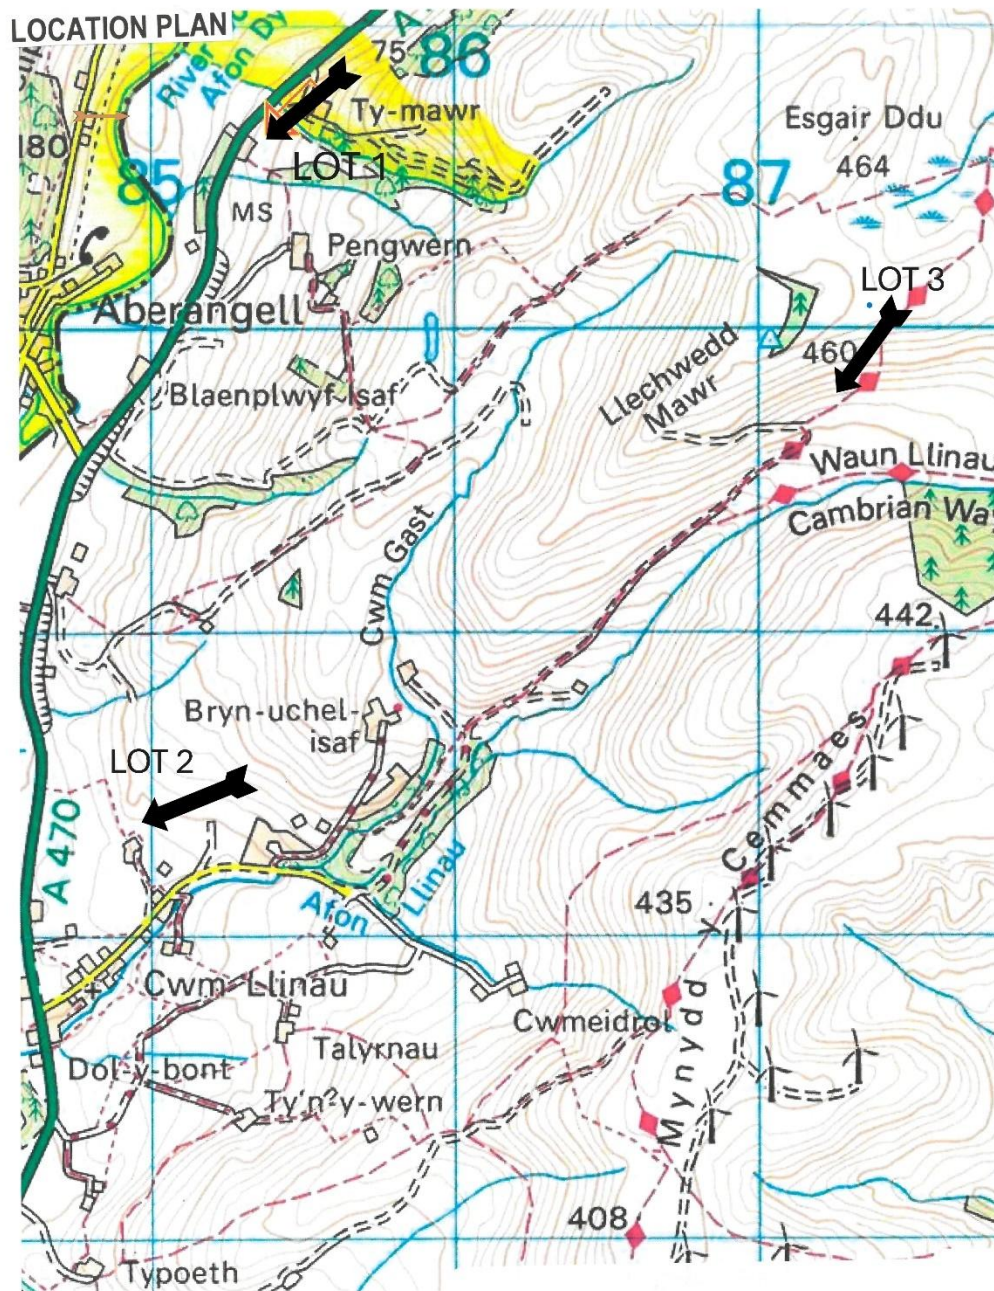 LOCATION PLAN
River
Afon Dy
A
75
86
Ty-mawr
Esgair Ddu
464
180
85
LOT 1
87
MS
Pengwern
LOT 3
Aberangell
460
Llechwedd
Mawr
Blaenplwyf-Isaf
Waun Llinau
Cambrian Wa
Cwm Gast
442
Bryn-uchel-
isaf
LOT 2
A 470
Mynydd y Cemmaes
435
Afon
Llinau
Cwm-Llinau
Cwmeidrol
Talyrnau
Dol-y-bont
Ty'n-y-wern
408
Typoeth